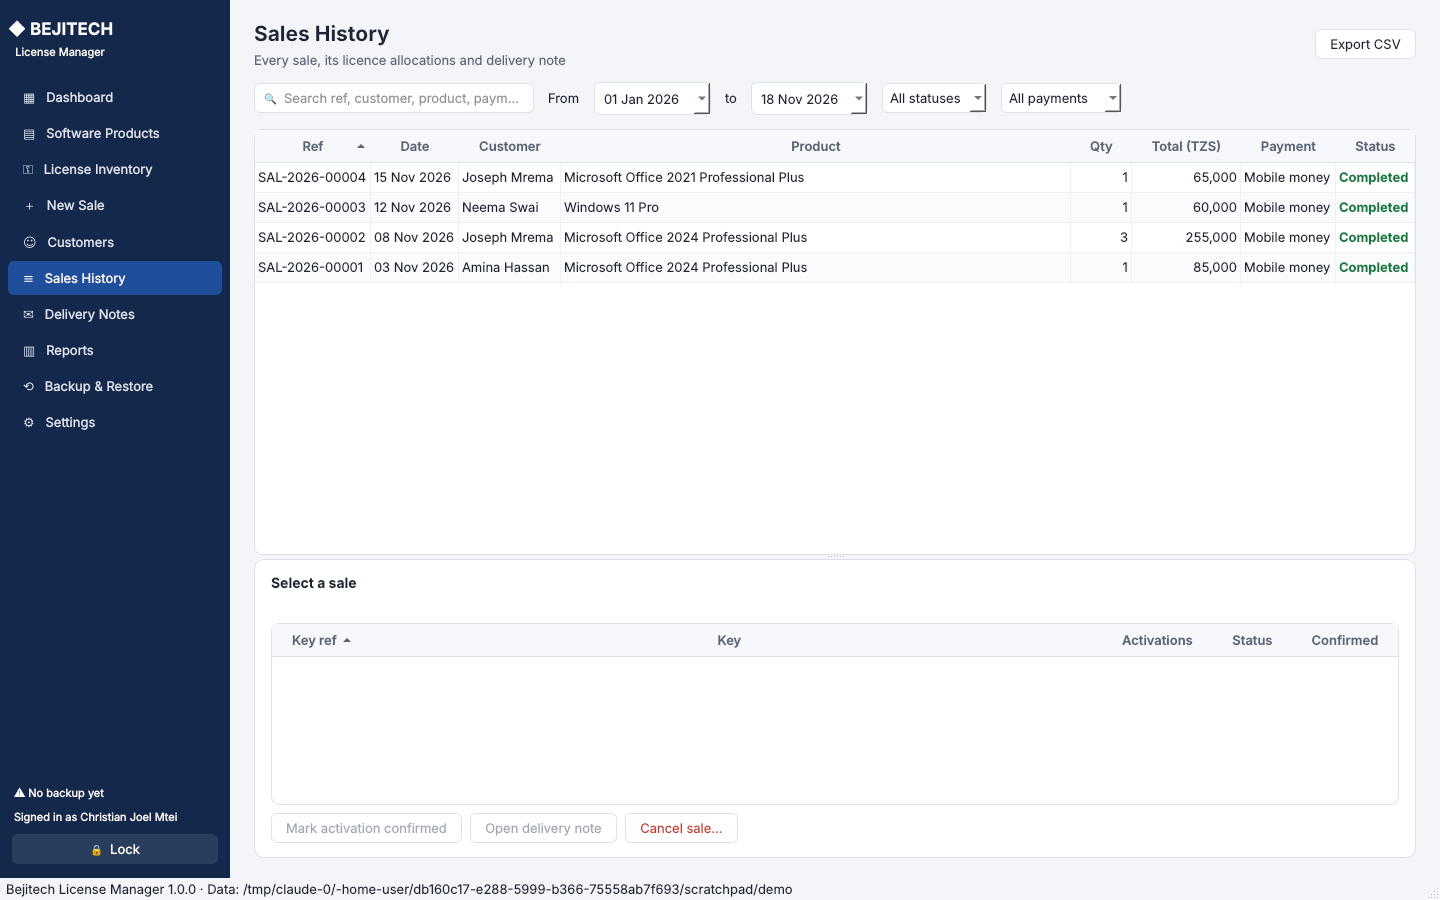 BEJITECH
License Manager
Dashboard
Software Products
License Inventory
New Sale
Customers
Sales History
Delivery Notes
Reports
Backup & Restore
Settings
No backup yet
Signed in as Christian Joel Mtei
Lock
Sales History
Every sale, its licence allocations and delivery note
Export CSV
Search ref, customer, product, paym... From 01 Jan 2026 to 18 Nov 2026 All statuses All payments
Ref Date Customer Product Qty Total (TZS) Payment Status
SAL-2026-00004 15 Nov 2026 Joseph Mrema Microsoft Office 2021 Professional Plus 1 65,000 Mobile money Completed
SAL-2026-00003 12 Nov 2026 Neema Swai Windows 11 Pro 1 60,000 Mobile money Completed
SAL-2026-00002 08 Nov 2026 Joseph Mrema Microsoft Office 2024 Professional Plus 3 255,000 Mobile money Completed
SAL-2026-00001 03 Nov 2026 Amina Hassan Microsoft Office 2024 Professional Plus 1 85,000 Mobile money Completed
Select a sale
Key ref Key Activations Status Confirmed
Mark activation confirmed Open delivery note Cancel sale...
Bejitech License Manager 1.0.0 · Data: /tmp/claude-0/-home-user/db160c17-e288-5999-b366-75558ab7f693/scratchpad/demo